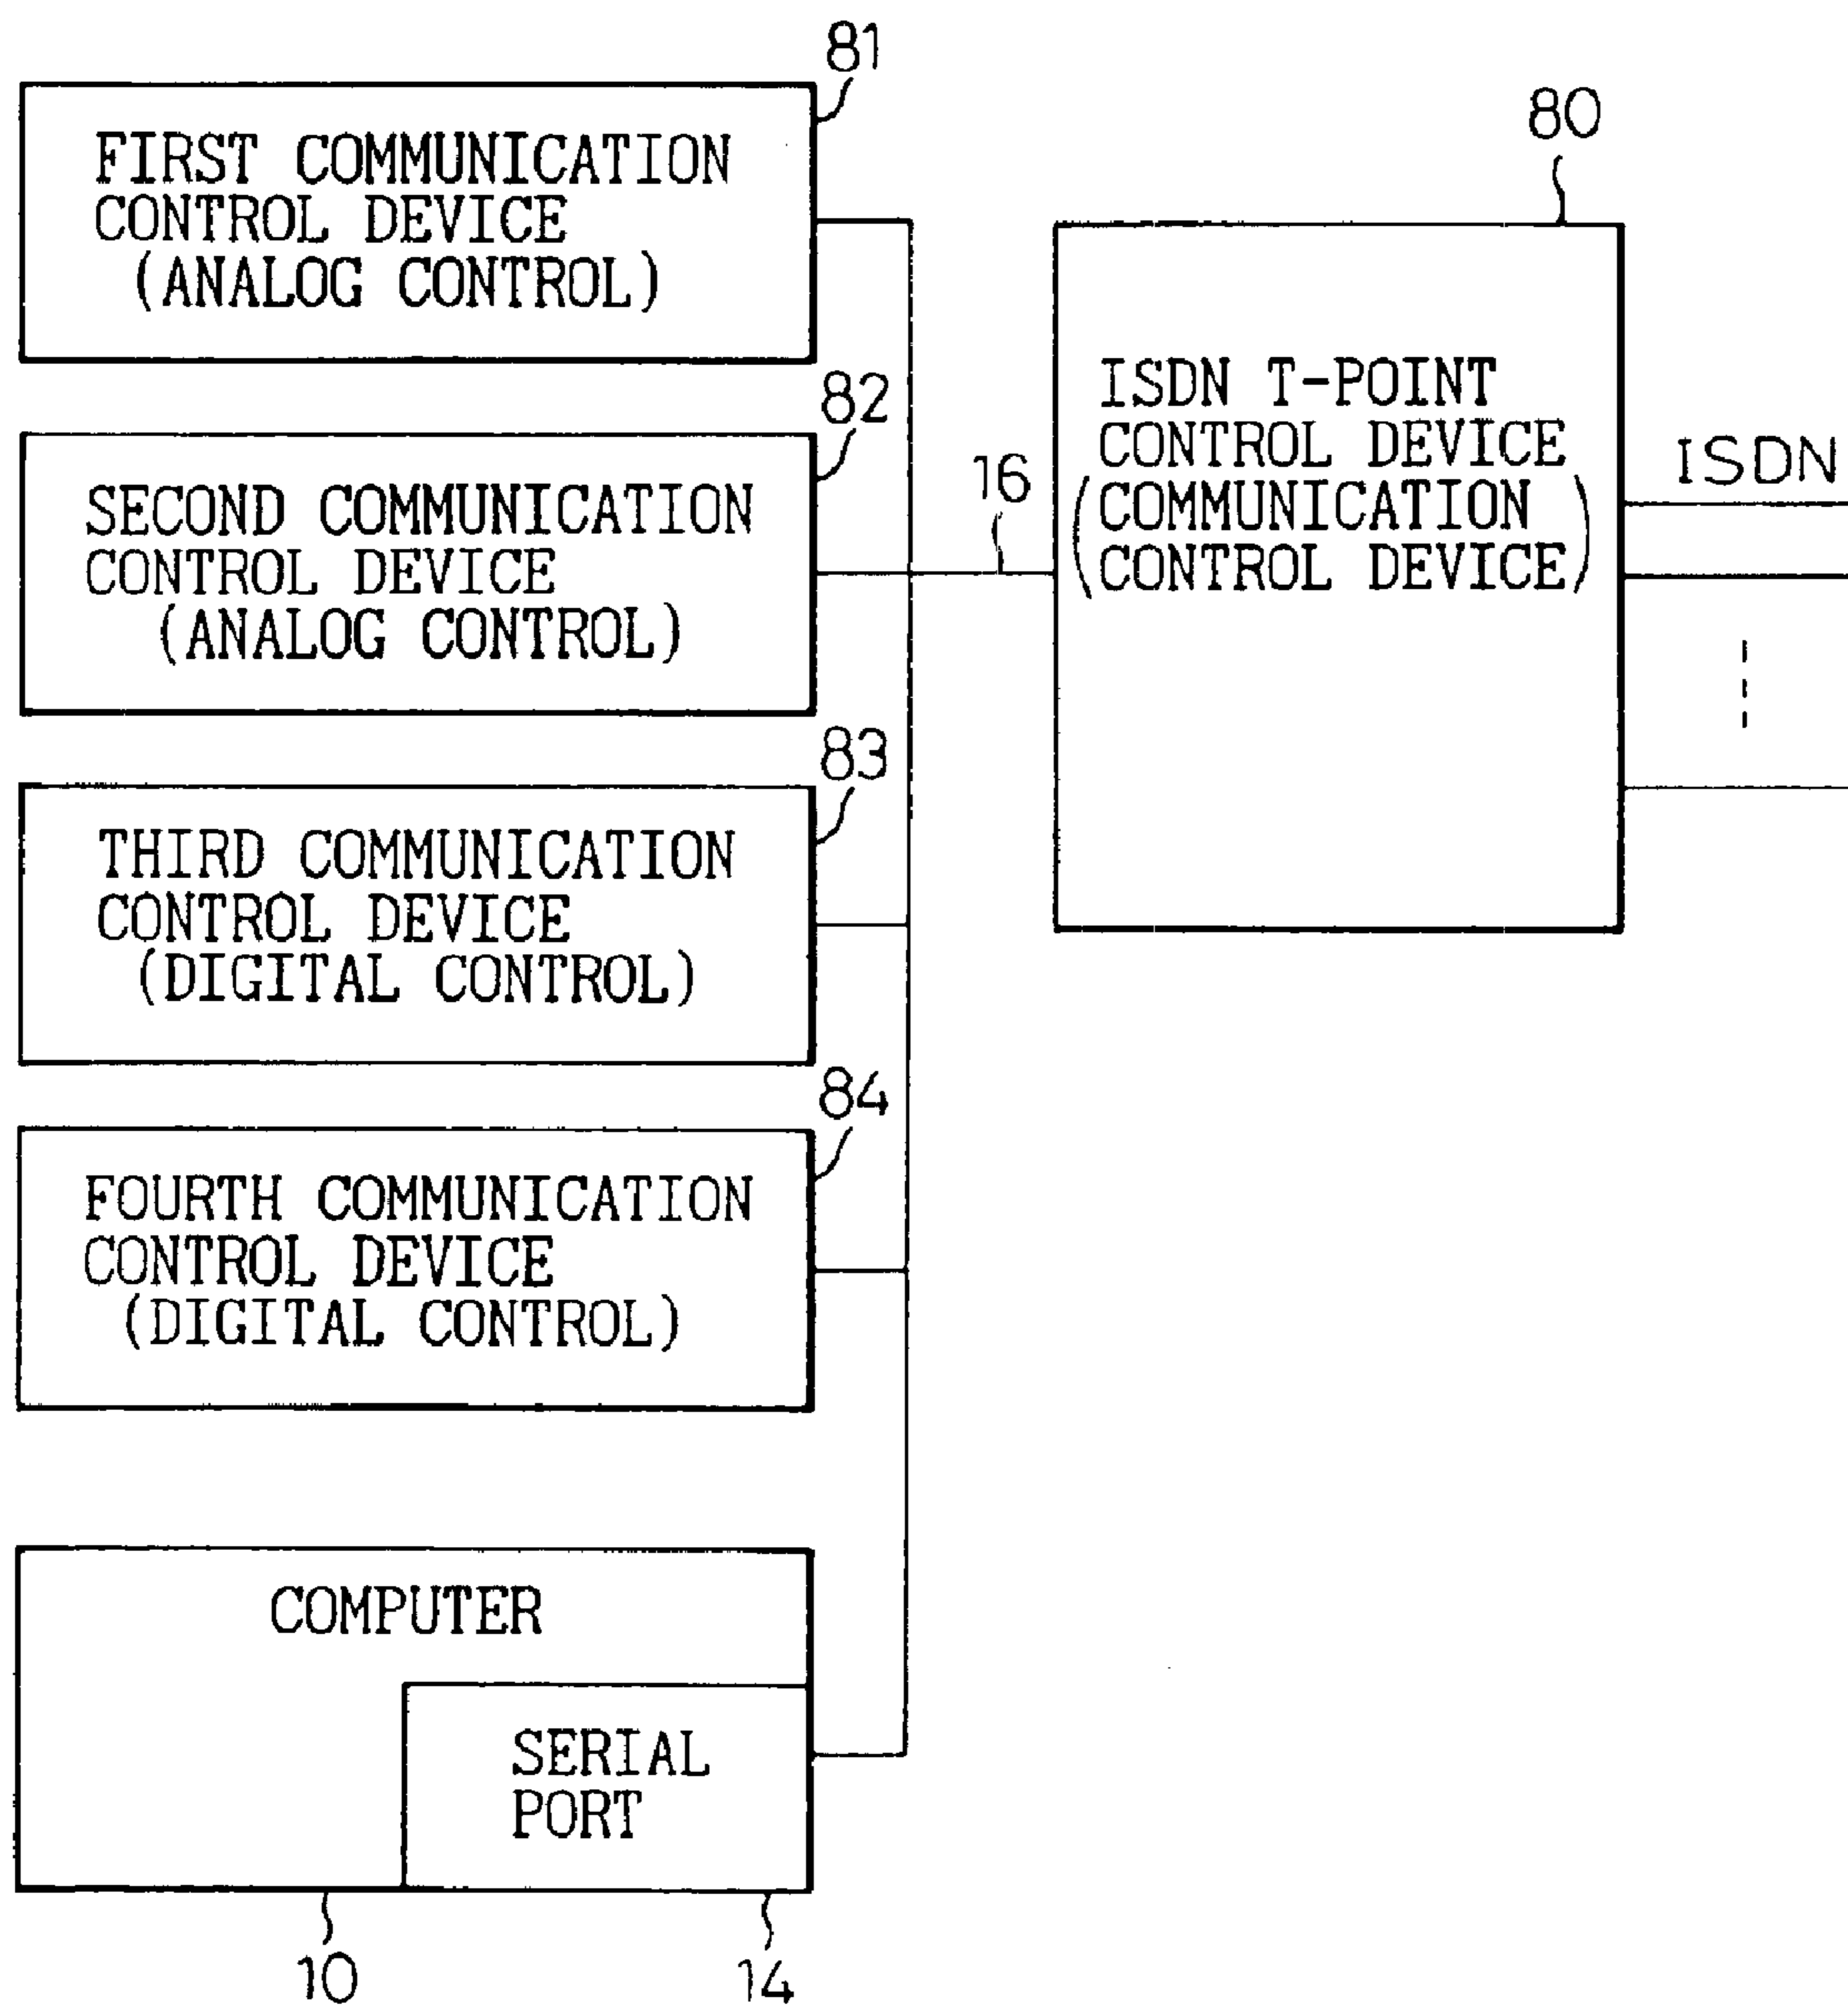 81
FIRST COMMUNICATION
CONTROL DEVICE
(ANALOG CONTROL)
82
SECOND COMMUNICATION
CONTROL DEVICE
(ANALOG CONTROL)
83
THIRD COMMUNICATION
CONTROL DEVICE
(DIGITAL CONTROL)
84
FOURTH COMMUNICATION
CONTROL DEVICE
(DIGITAL CONTROL)
COMPUTER
SERIAL
PORT
10
14
16
80
ISDN T-POINT
CONTROL DEVICE
(COMMUNICATION
CONTROL DEVICE)
ISDN